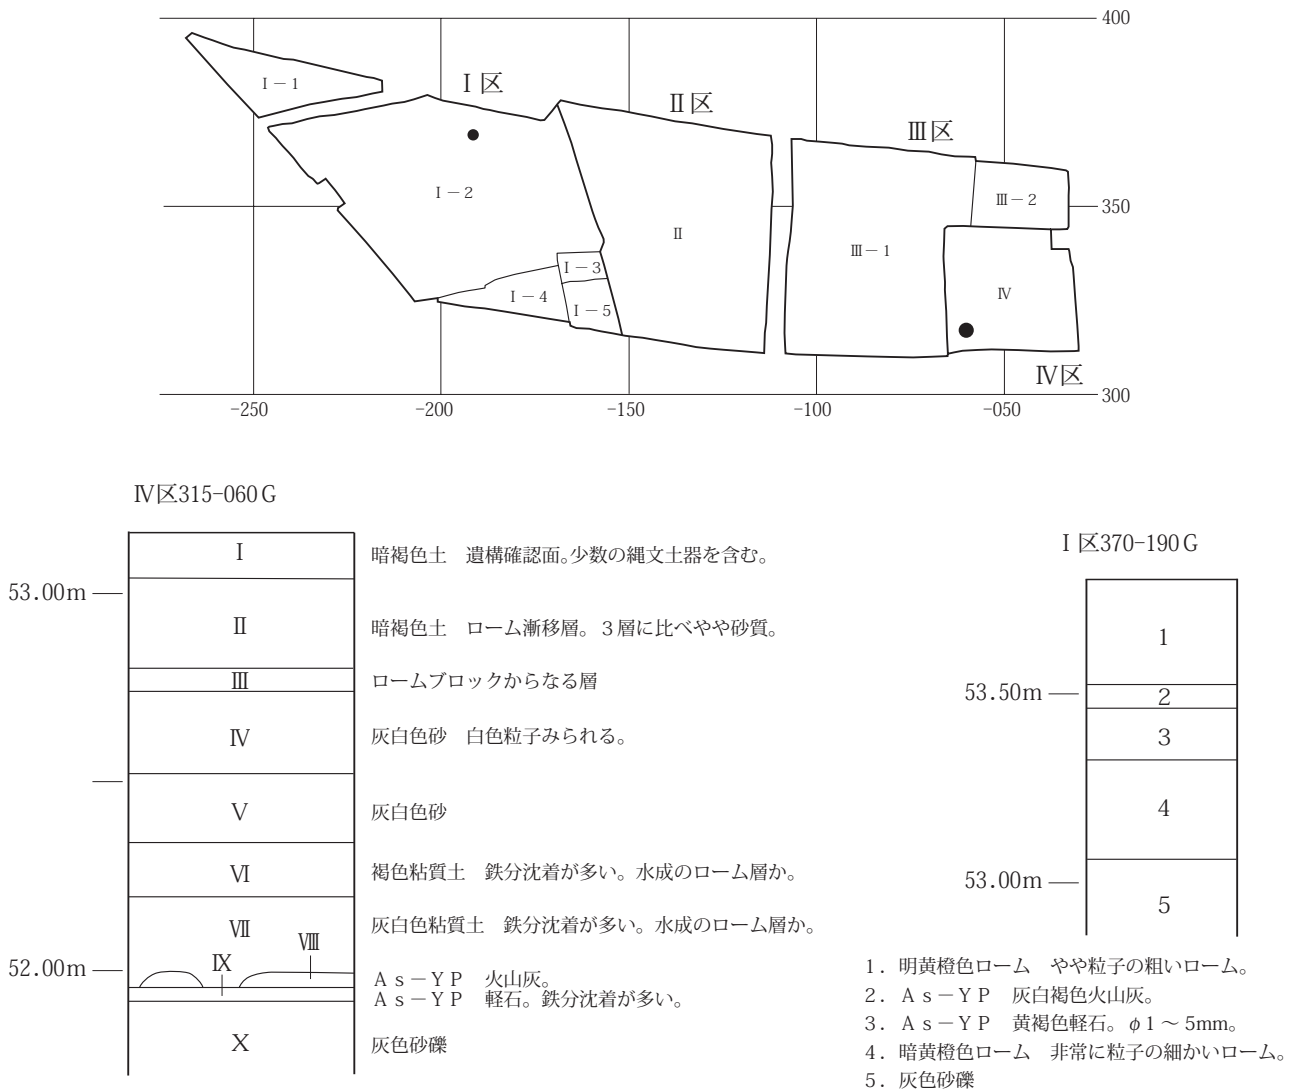 400
Ⅰ区
Ⅰ－1
Ⅱ区
Ⅲ区
Ⅰ－2
Ⅲ－2
350
Ⅱ
Ⅲ－1
Ⅰ－3
Ⅰ－4
Ⅰ－5
Ⅳ
Ⅳ区
300
-250
-200
-150
-100
-050
Ⅳ区315-060Ｇ
Ⅰ
暗褐色土　遺構確認面。少数の縄文土器を含む。
53.00m
Ⅱ
暗褐色土　ローム漸移層。３層に比べやや砂質。
Ⅲ
ロームブロックからなる層
Ⅳ
灰白色砂　白色粒子みられる。
Ⅴ
灰白色砂
Ⅵ
褐色粘質土　鉄分沈着が多い。水成のローム層か。
Ⅶ
灰白色粘質土　鉄分沈着が多い。水成のローム層か。
Ⅷ
Ⅸ
52.00m
Ａｓ－ＹＰ　火山灰。
Ａｓ－ＹＰ　軽石。鉄分沈着が多い。
Ⅹ
灰色砂礫
Ⅰ区370-190Ｇ
1
53.50m
2
3
4
53.00m
5
１．明黄橙色ローム　やや粒子の粗いローム。
２．Ａｓ－ＹＰ　灰白褐色火山灰。
３．Ａｓ－ＹＰ　黄褐色軽石。φ１～５mm。
４．暗黄橙色ローム　非常に粒子の細かいローム。
５．灰色砂礫